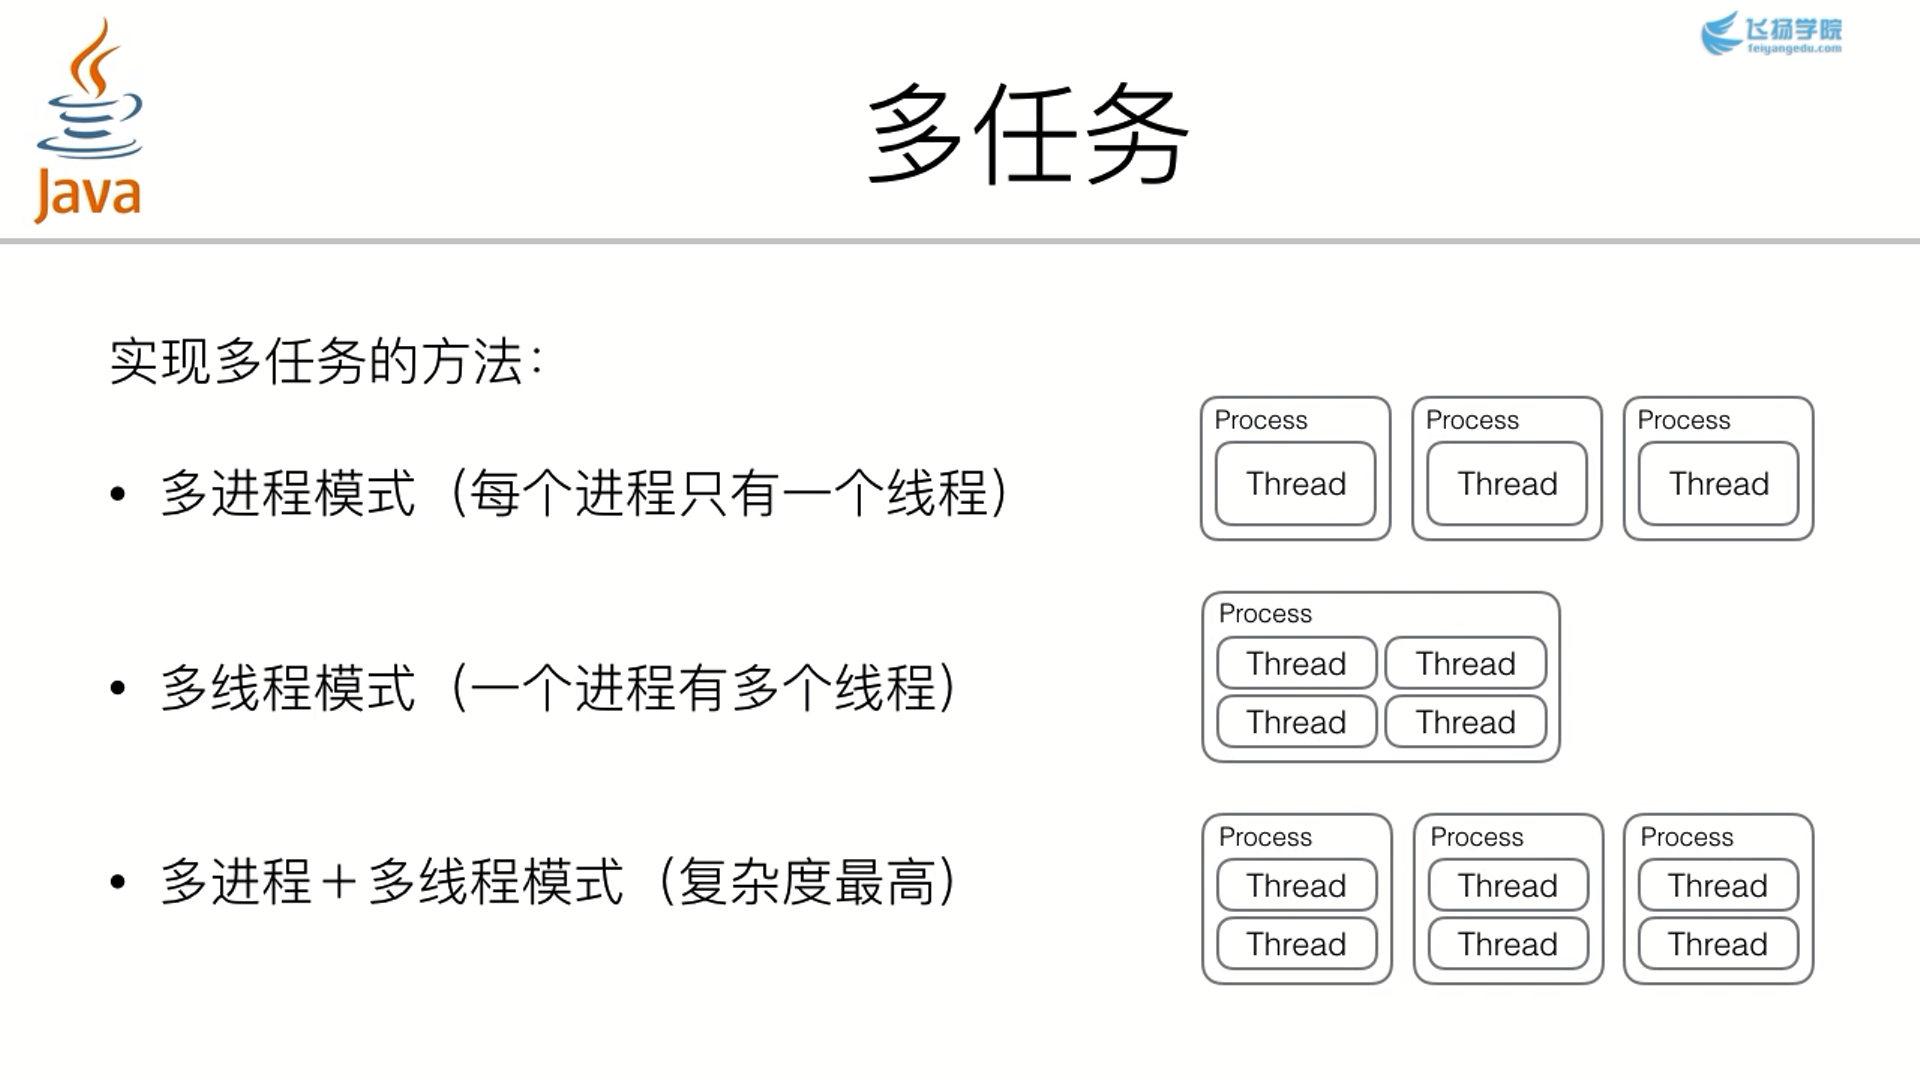 Java
飞扬学院
feiyangedu.com
多任务
实现多任务的方法：
• 多进程模式（每个进程只有一个线程）
Process Process Process
Thread Thread Thread
• 多线程模式（一个进程有多个线程）
Process
Thread Thread
Thread Thread
• 多进程＋多线程模式（复杂度最高）
Process Process Process
Thread Thread Thread
Thread Thread Thread